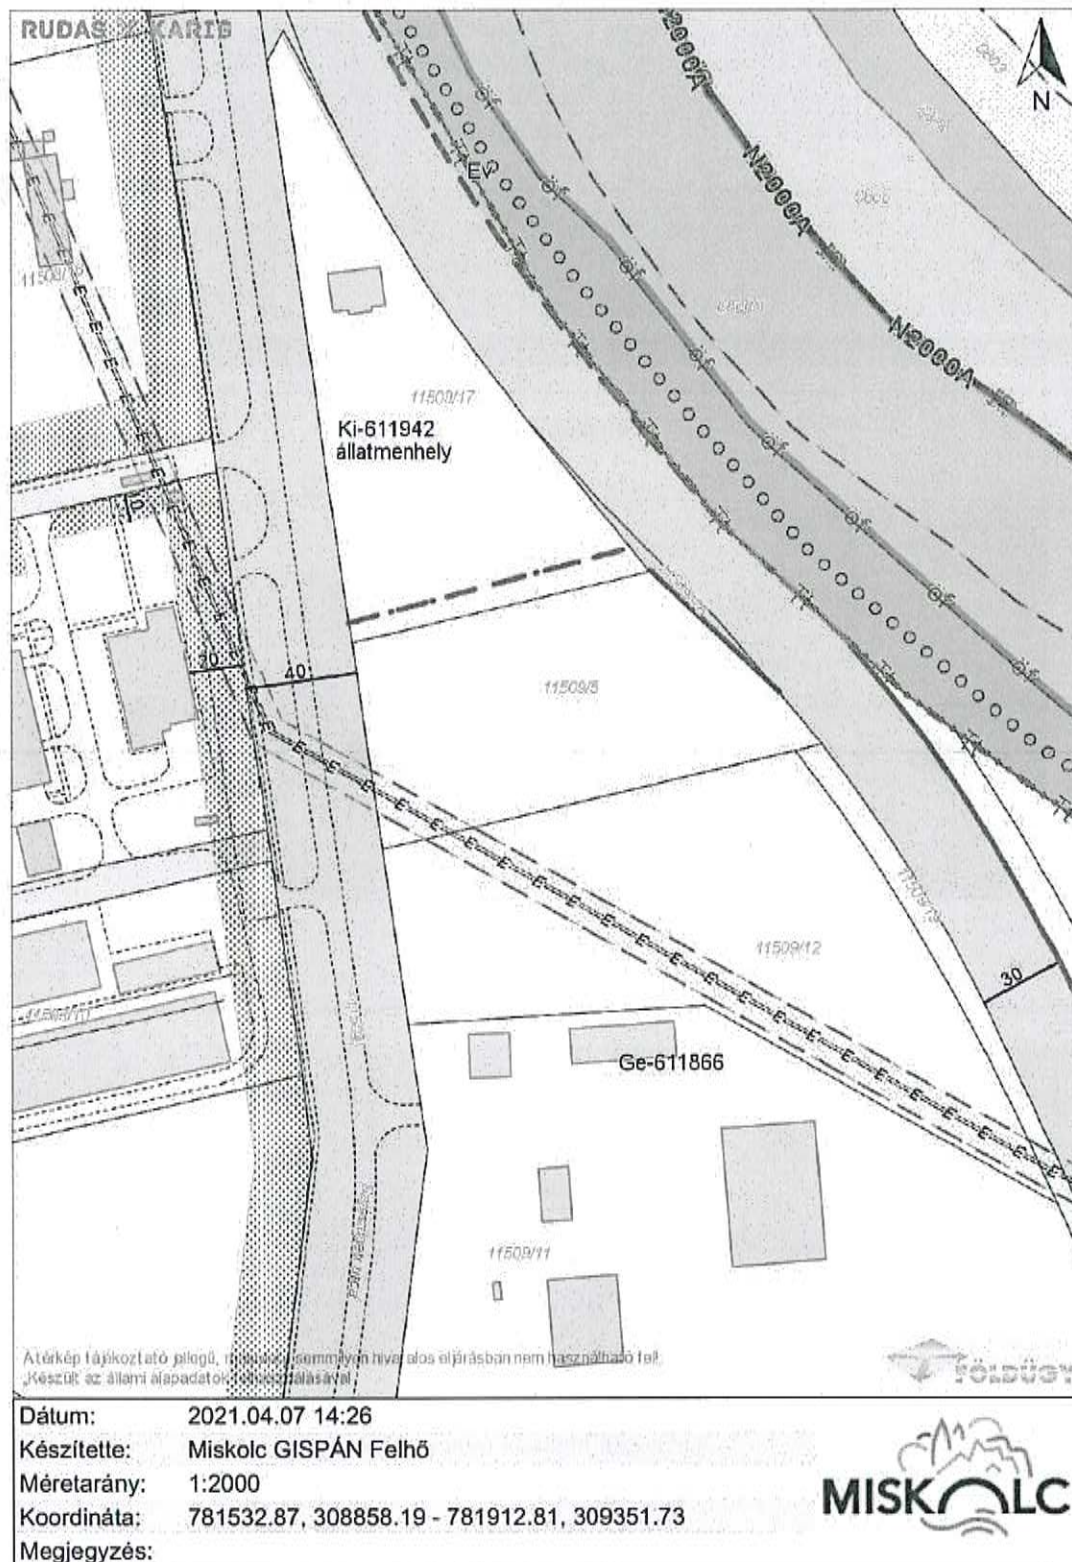 RUDAS & KARIG
N
N2000A
N2000A
N2000A
Ev
11509/17
Ki-611942
állatmenhely
10
20
40
11509/5
11509/12
30
Ge-611866
11509/11
A térkép tájékoztató jellegű, semmilyen hivatalos eljárásban nem használható fel.
Készült az állami alapadatok
FÖLDÜGY
Dátum: 2021.04.07 14:26
Készítette: Miskolc GISPÁN Felhő
Méretarány: 1:2000
Koordináta: 781532.87, 308858.19 - 781912.81, 309351.73
Megjegyzés:
MISKOLC